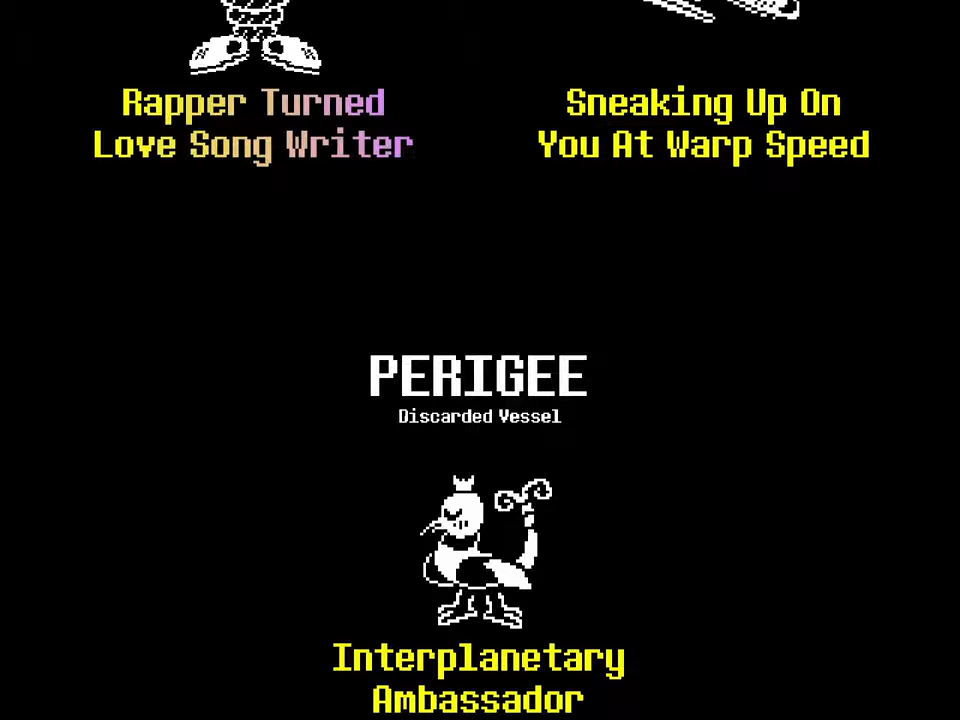 Rapper Turned
Love Song Writer
Sneaking Up On
You At Warp Speed
PERIGEE
Discarded Vessel
Interplanetary
Ambassador